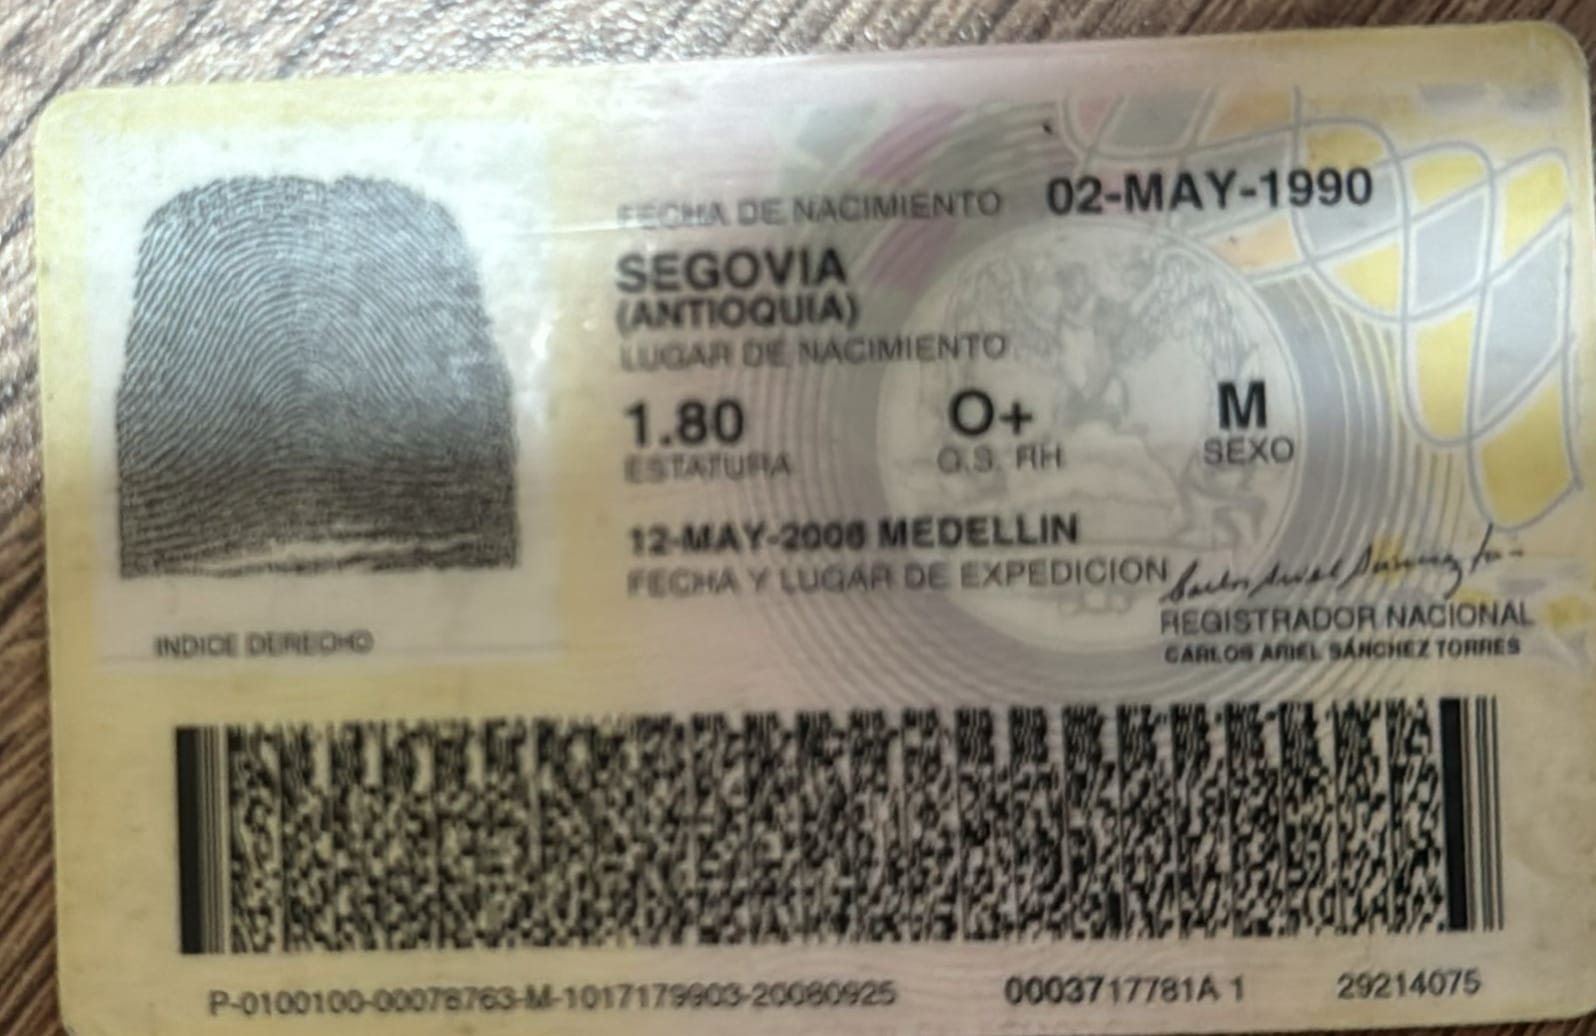 FECHA DE NACIMIENTO 02-MAY-1990
SEGOVIA
(ANTIOQUIA)
LUGAR DE NACIMIENTO
1.80 O+ M
ESTATURA G.S. RH SEXO
12-MAY-2008 MEDELLIN
FECHA Y LUGAR DE EXPEDICION
INDICE DERECHO
REGISTRADOR NACIONAL
CARLOS ARIEL SÁNCHEZ TORRES
P-0100100-00078763-M-1017179903-20080925 0003717781A 1 29214075